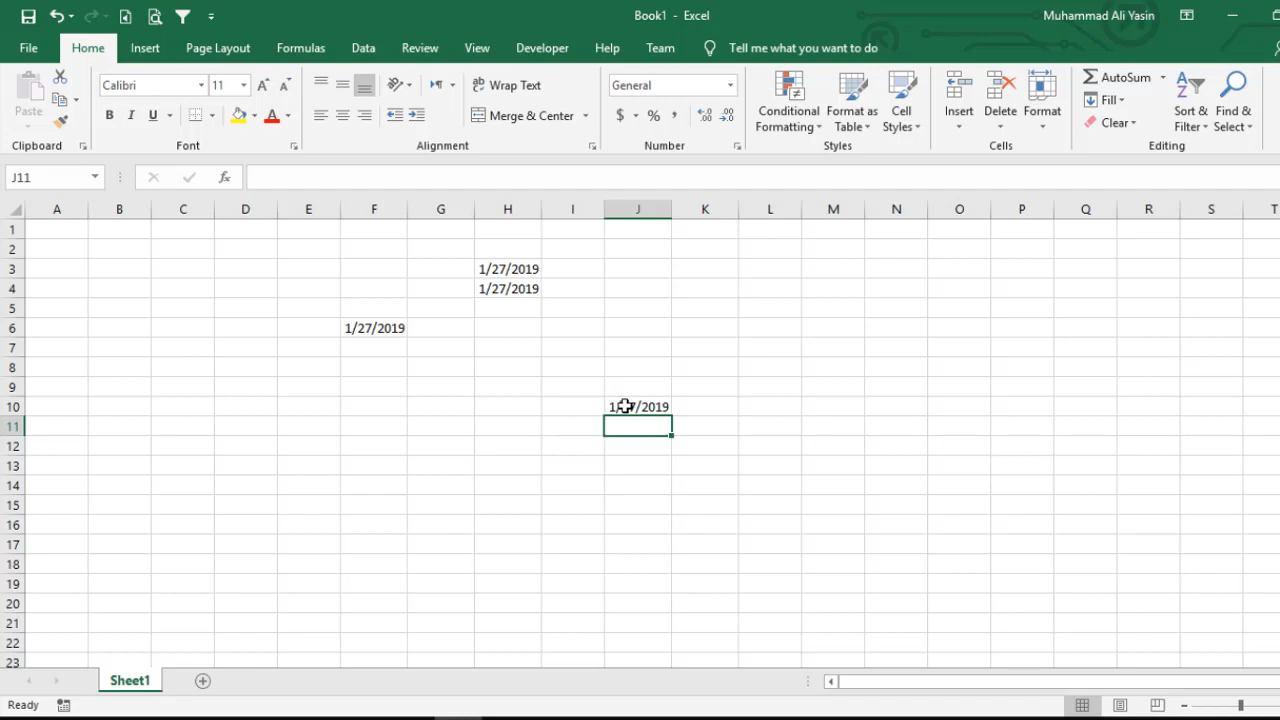 Book1 - Excel
Muhammad Ali Yasin
File Home Insert Page Layout Formulas Data Review View Developer Help Team Tell me what you want to do
Paste
Calibri 11
B I U
Wrap Text
Merge & Center
General
$ % ,
Conditional Formatting
Format as Table
Cell Styles
Insert
Delete
Format
AutoSum
Fill
Clear
Sort & Filter
Find & Select
Clipboard Font Alignment Number Styles Cells Editing
J11 fx
A B C D E F G H I J K L M N O P Q R S T
1
2
3 1/27/2019
4 1/27/2019
5
6 1/27/2019
7
8
9
10
11
12
13
14
15
16
17
18
19
20
21
22
23
Sheet1
Ready